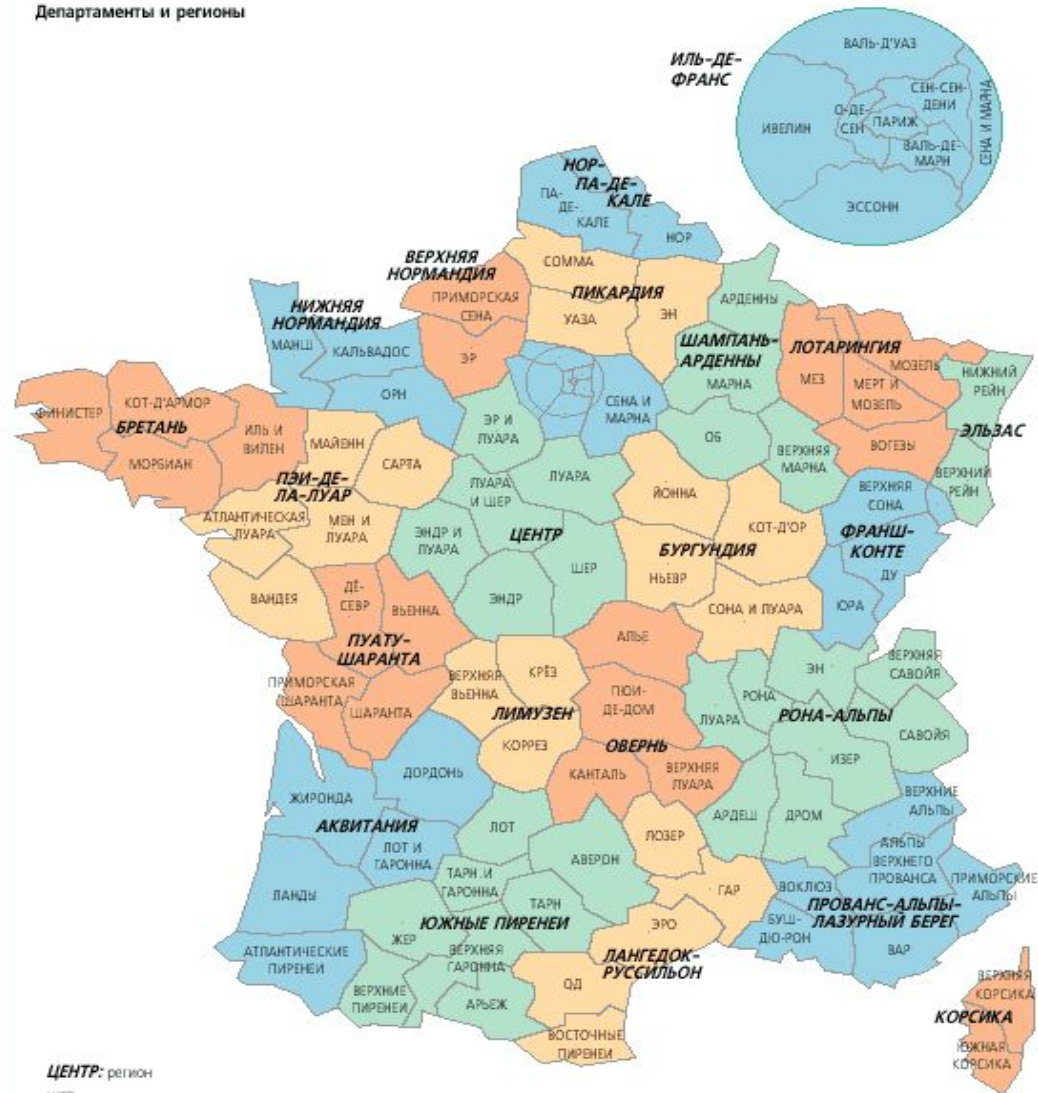 Департаменты и регионы
ИЛЬ-ДЕ-
ФРАНС
ВАЛЬ-Д'УАЗ
СЕН-СЕН-
ДЕНИ
О-ДЕ-
СЕН
ПАРИЖ
ИВЕЛИН
ВАЛЬ-ДЕ-
МАРН
СЕНА И МАРНА
ЭССОНН
НОР-
ПА-ДЕ-
КАЛЕ
ПА-
ДЕ-
КАЛЕ
НОР
ВЕРХНЯЯ
НОРМАНДИЯ
ПРИМОРСКАЯ
СЕНА
ЭР
СОММА
ПИКАРДИЯ
УАЗА
ЭН
АРДЕННЫ
ШАМПАНЬ-
АРДЕННЫ
МАРНА
ОБ
ВЕРХНЯЯ
МАРНА
ЛОТАРИНГИЯ
МЕЗ
МОЗЕЛЬ
МЕРТ И
МОЗЕЛЬ
ВОГЕЗЫ
НИЖНИЙ
РЕЙН
ЭЛЬЗАС
ВЕРХНИЙ
РЕЙН
НИЖНЯЯ
НОРМАНДИЯ
МАНШ
КАЛЬВАДОС
ОРН
СЕНА И
МАРНА
ФИНИСТЕР
КОТ-Д'АРМОР
БРЕТАНЬ
ИЛЬ И
ВИЛЕН
МОРБИАН
МАЙЕНН
САРТА
ПЭИ-ДЕ-
ЛА-ЛУАР
АТЛАНТИЧЕСКАЯ
ЛУАРА
МЕН И
ЛУАРА
ВАНДЕЯ
ЭР И
ЛУАРА
ЛУАРА
И ШЕР
ЛУАРА
ЭНДР И
ЛУАРА
ЦЕНТР
ШЕР
ЭНДР
ЙОННА
КОТ-Д'ОР
БУРГУНДИЯ
НЬЕВР
СОНА И ЛУАРА
ВЕРХНЯЯ
СОНА
ФРАНШ-
КОНТЕ
ДУ
ЮРА
ДЁ-
СЕВР
ВЬЕННА
ПУАТУ-
ШАРАНТА
ПРИМОРСКАЯ
ШАРАНТА
ШАРАНТА
ВЕРХНЯЯ
ВЬЕННА
КРЁЗ
ЛИМУЗЕН
КОРРЕЗ
АЛЬЕ
ПЮИ-
ДЕ-ДОМ
ОВЕРНЬ
КАНТАЛЬ
ВЕРХНЯЯ
ЛУАРА
ЭН
ВЕРХНЯЯ
САВОЙЯ
РОНА
ЛУАРА
РОНА-АЛЬПЫ
САВОЙЯ
ИЗЕР
АРДЕШ
ДРОМ
ДОРДОНЬ
ЖИРОНДА
АКВИТАНИЯ
ЛОТ И
ГАРОННА
ЛАНДЫ
АТЛАНТИЧЕСКИЕ
ПИРЕНЕИ
ЛОТ
АВЕРОН
ТАРН И
ГАРОННА
ТАРН
ЮЖНЫЕ ПИРЕНЕИ
ЖЕР
ВЕРХНЯЯ
ГАРОННА
ВЕРХНИЕ
ПИРЕНЕИ
АРЬЕЖ
ЛОЗЕР
ГАР
ЭРО
ЛАНГЕДОК-
РУССИЛЬОН
ОД
ВОСТОЧНЫЕ
ПИРЕНЕИ
ВЕРХНИЕ
АЛЬПЫ
АЛЬПЫ
ВЕРХНЕГО
ПРОВАНСА
ПРИМОРСКИЕ
АЛЬПЫ
ВОКЛЮЗ
ПРОВАНС-АЛЬПЫ-
ЛАЗУРНЫЙ БЕРЕГ
БУШ-
ДЮ-РОН
ВАР
ВЕРХНЯЯ
КОРСИКА
КОРСИКА
ЮЖНАЯ
КОРСИКА
ЦЕНТР: регион